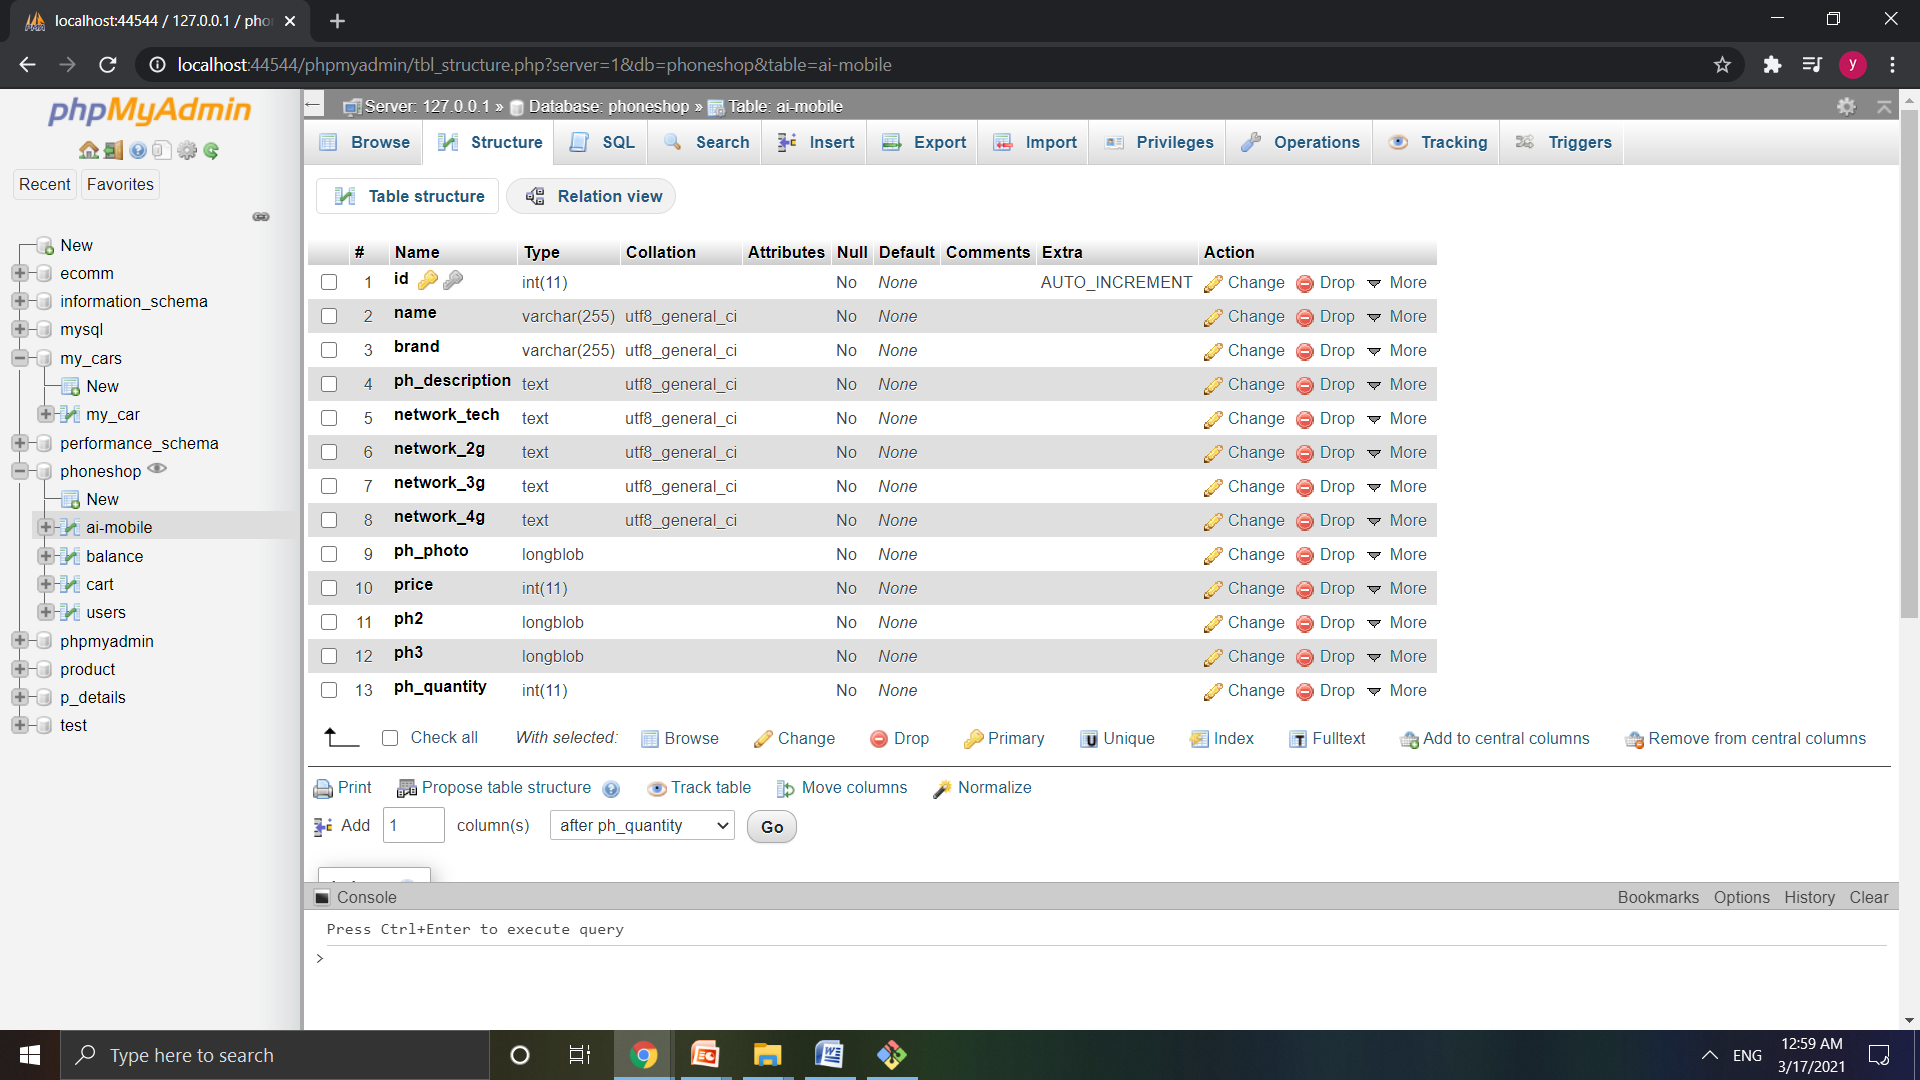 localhost:44544 / 127.0.0.1 / pho
localhost:44544/phpmyadmin/tbl_structure.php?server=1&db=phoneshop&table=ai-mobile
y
phpMyAdmin
Recent Favorites
New
ecomm
information_schema
mysql
my_cars
New
my_car
performance_schema
phoneshop
New
ai-mobile
balance
cart
users
phpmyadmin
product
p_details
test
Server: 127.0.0.1 » Database: phoneshop » Table: ai-mobile
Browse Structure SQL Search Insert Export Import Privileges Operations Tracking Triggers
Table structure Relation view
# Name Type Collation Attributes Null Default Comments Extra Action
1 id int(11) No None AUTO_INCREMENT Change Drop More
2 name varchar(255) utf8_general_ci No None Change Drop More
3 brand varchar(255) utf8_general_ci No None Change Drop More
4 ph_description text utf8_general_ci No None Change Drop More
5 network_tech text utf8_general_ci No None Change Drop More
6 network_2g text utf8_general_ci No None Change Drop More
7 network_3g text utf8_general_ci No None Change Drop More
8 network_4g text utf8_general_ci No None Change Drop More
9 ph_photo longblob No None Change Drop More
10 price int(11) No None Change Drop More
11 ph2 longblob No None Change Drop More
12 ph3 longblob No None Change Drop More
13 ph_quantity int(11) No None Change Drop More
Check all With selected: Browse Change Drop Primary Unique Index Fulltext Add to central columns Remove from central columns
Print Propose table structure Track table Move columns Normalize
Add 1 column(s) after ph_quantity Go
Console Bookmarks Options History Clear
Press Ctrl+Enter to execute query
>
Type here to search
ENG
12:59 AM
3/17/2021